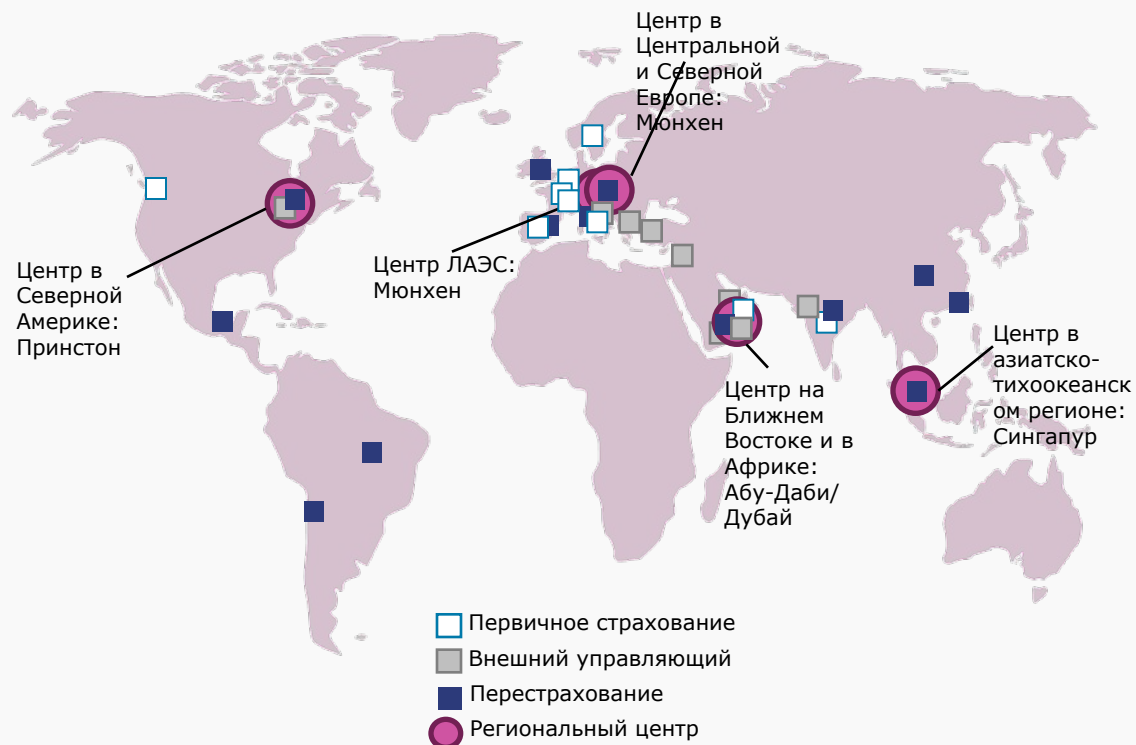 Центр в
Центральной
и Северной
Европе:
Мюнхен
Центр в
Северной
Америке:
Принстон
Центр ЛАЭС:
Мюнхен
Центр на
Ближнем
Востоке и в
Африке:
Абу-Даби/
Дубай
Центр в
азиатско-
тихоокеанск
ом регионе:
Сингапур
Первичное страхование
Внешний управляющий
Перестрахование
Региональный центр